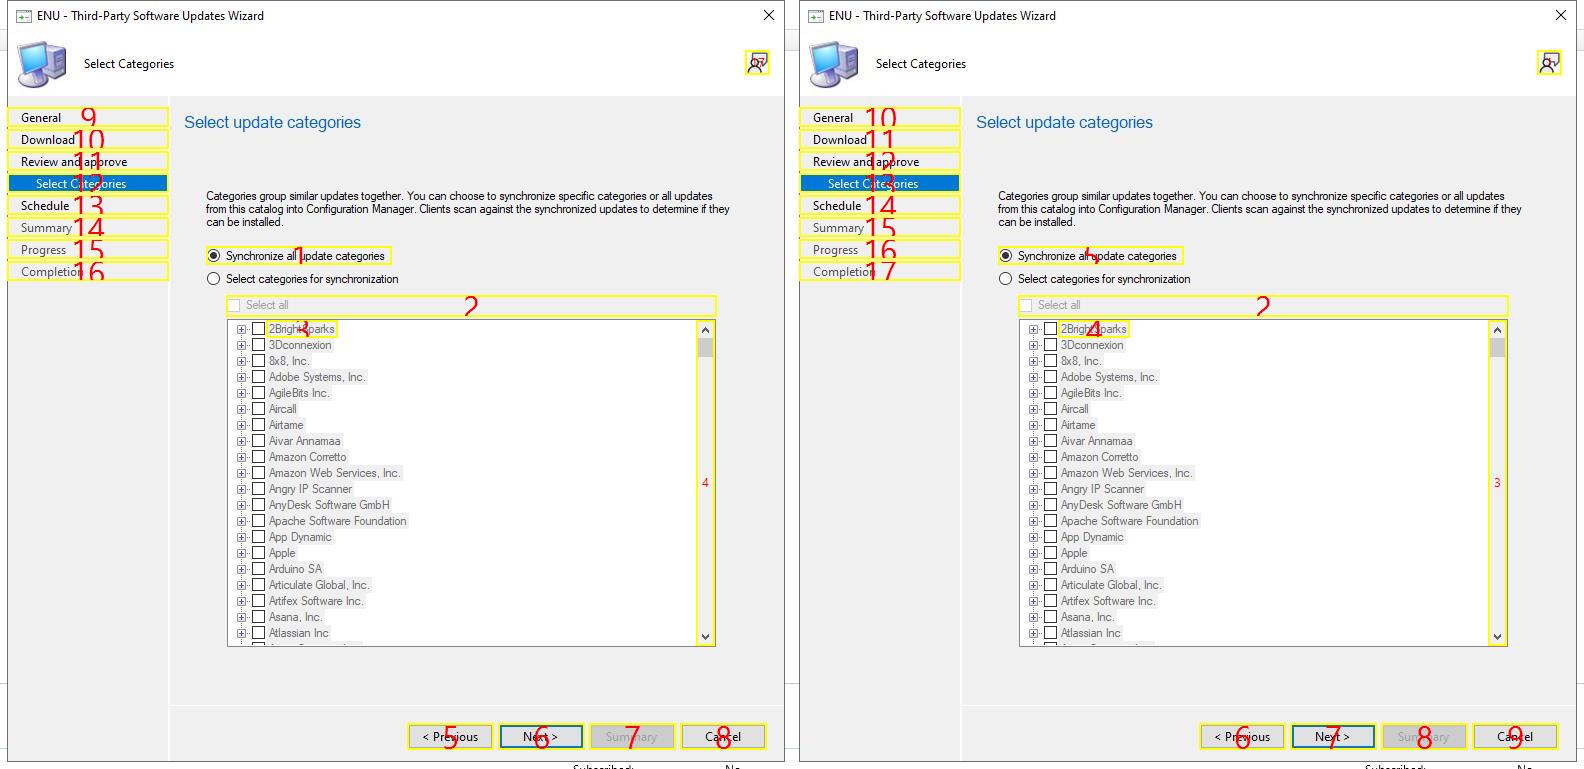 ENU - Third-Party Software Updates Wizard
Select Categories
17
General 9
Download 10
Review and approve 11
Select Categories 12
Schedule 13
Summary 14
Progress 15
Completion 16
Select update categories
Categories group similar updates together. You can choose to synchronize specific categories or all updates
from this catalog into Configuration Manager. Clients scan against the synchronized updates to determine if they
can be installed.
Synchronize all update categories 1
Select categories for synchronization
Select all 2
2BrightSparks 3
3Dconnexion
8x8, Inc.
Adobe Systems, Inc.
AgileBits Inc.
Aircall
Airtame
Aivar Annamaa
Amazon Corretto
Amazon Web Services, Inc.
Angry IP Scanner
4
AnyDesk Software GmbH
Apache Software Foundation
App Dynamic
Apple
Arduino SA
Articulate Global, Inc.
Artifex Software Inc.
Asana, Inc.
Atlassian Inc
< Previous 5 Next > 6 Summary 7 Cancel 8
Subscribed: No
ENU - Third-Party Software Updates Wizard
Select Categories
General 10
Download 11
Review and approve 12
Select Categories 13
Schedule 14
Summary 15
Progress 16
Completion 17
Select update categories
Categories group similar updates together. You can choose to synchronize specific categories or all updates
from this catalog into Configuration Manager. Clients scan against the synchronized updates to determine if they
can be installed.
Synchronize all update categories
Select categories for synchronization
Select all 2
2BrightSparks 4
3Dconnexion
8x8, Inc.
Adobe Systems, Inc.
AgileBits Inc.
Aircall
Airtame
Aivar Annamaa
Amazon Corretto
Amazon Web Services, Inc.
Angry IP Scanner
3
AnyDesk Software GmbH
Apache Software Foundation
App Dynamic
Apple
Arduino SA
Articulate Global, Inc.
Artifex Software Inc.
Asana, Inc.
Atlassian Inc
< Previous 6 Next > 7 Summary 8 Cancel 9
Subscribed: No